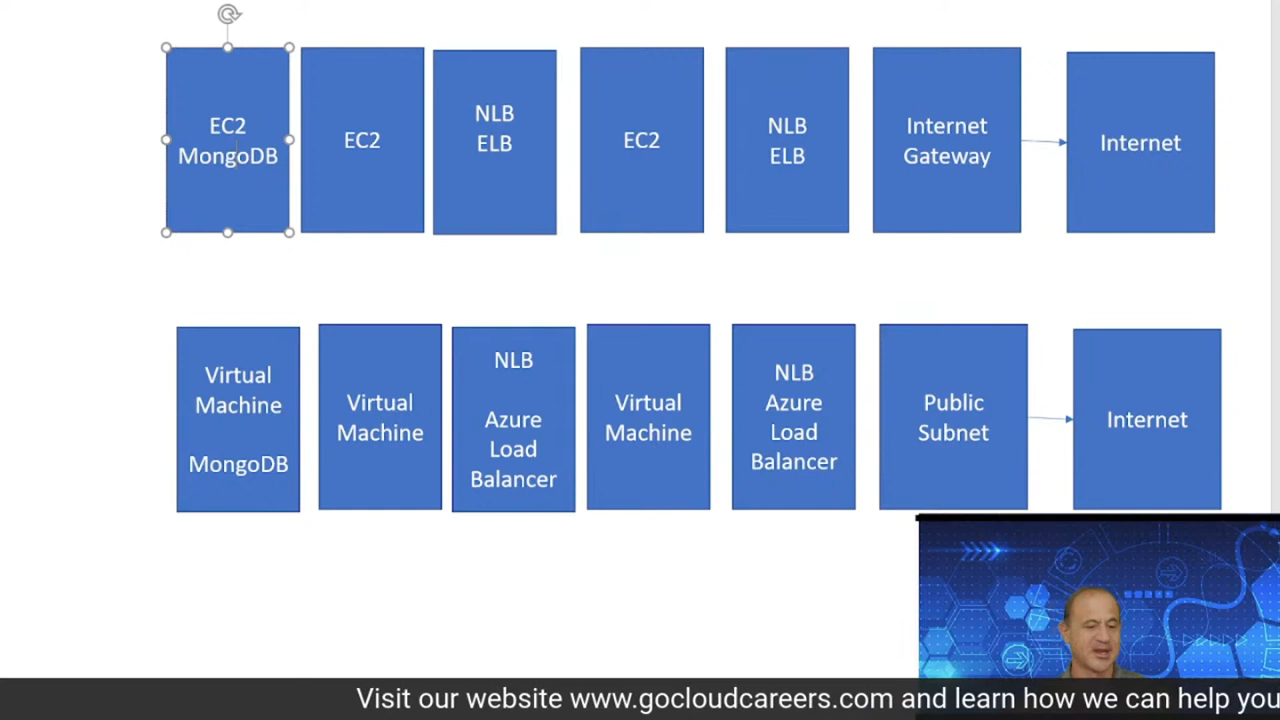 EC2
MongoDB
EC2
NLB
ELB
EC2
NLB
ELB
Internet
Gateway
Internet
Virtual
Machine
MongoDB
Virtual
Machine
NLB
Azure
Load
Balancer
Virtual
Machine
NLB
Azure
Load
Balancer
Public
Subnet
Internet
Visit our website www.gocloudcareers.com and learn how we can help you